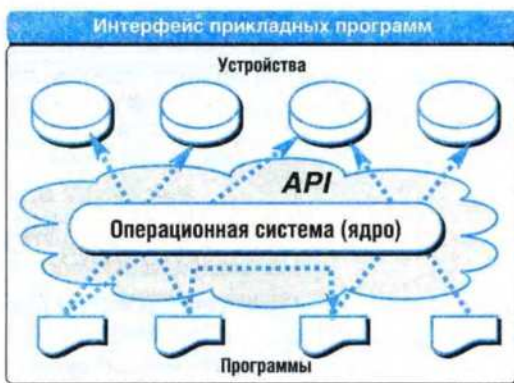 Интерфейс прикладных программ
Устройства
API
Операционная система (ядро)
Программы